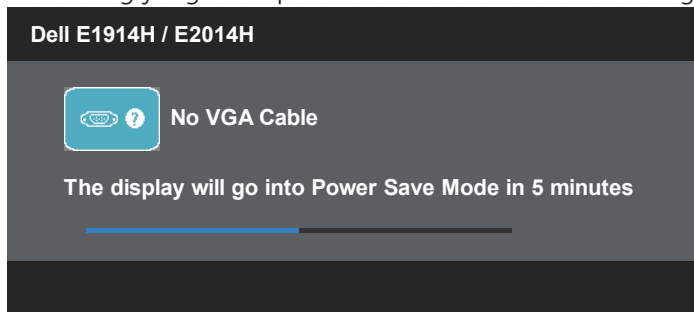 Dell E1914H / E2014H
? No VGA Cable
The display will go into Power Save Mode in 5 minutes